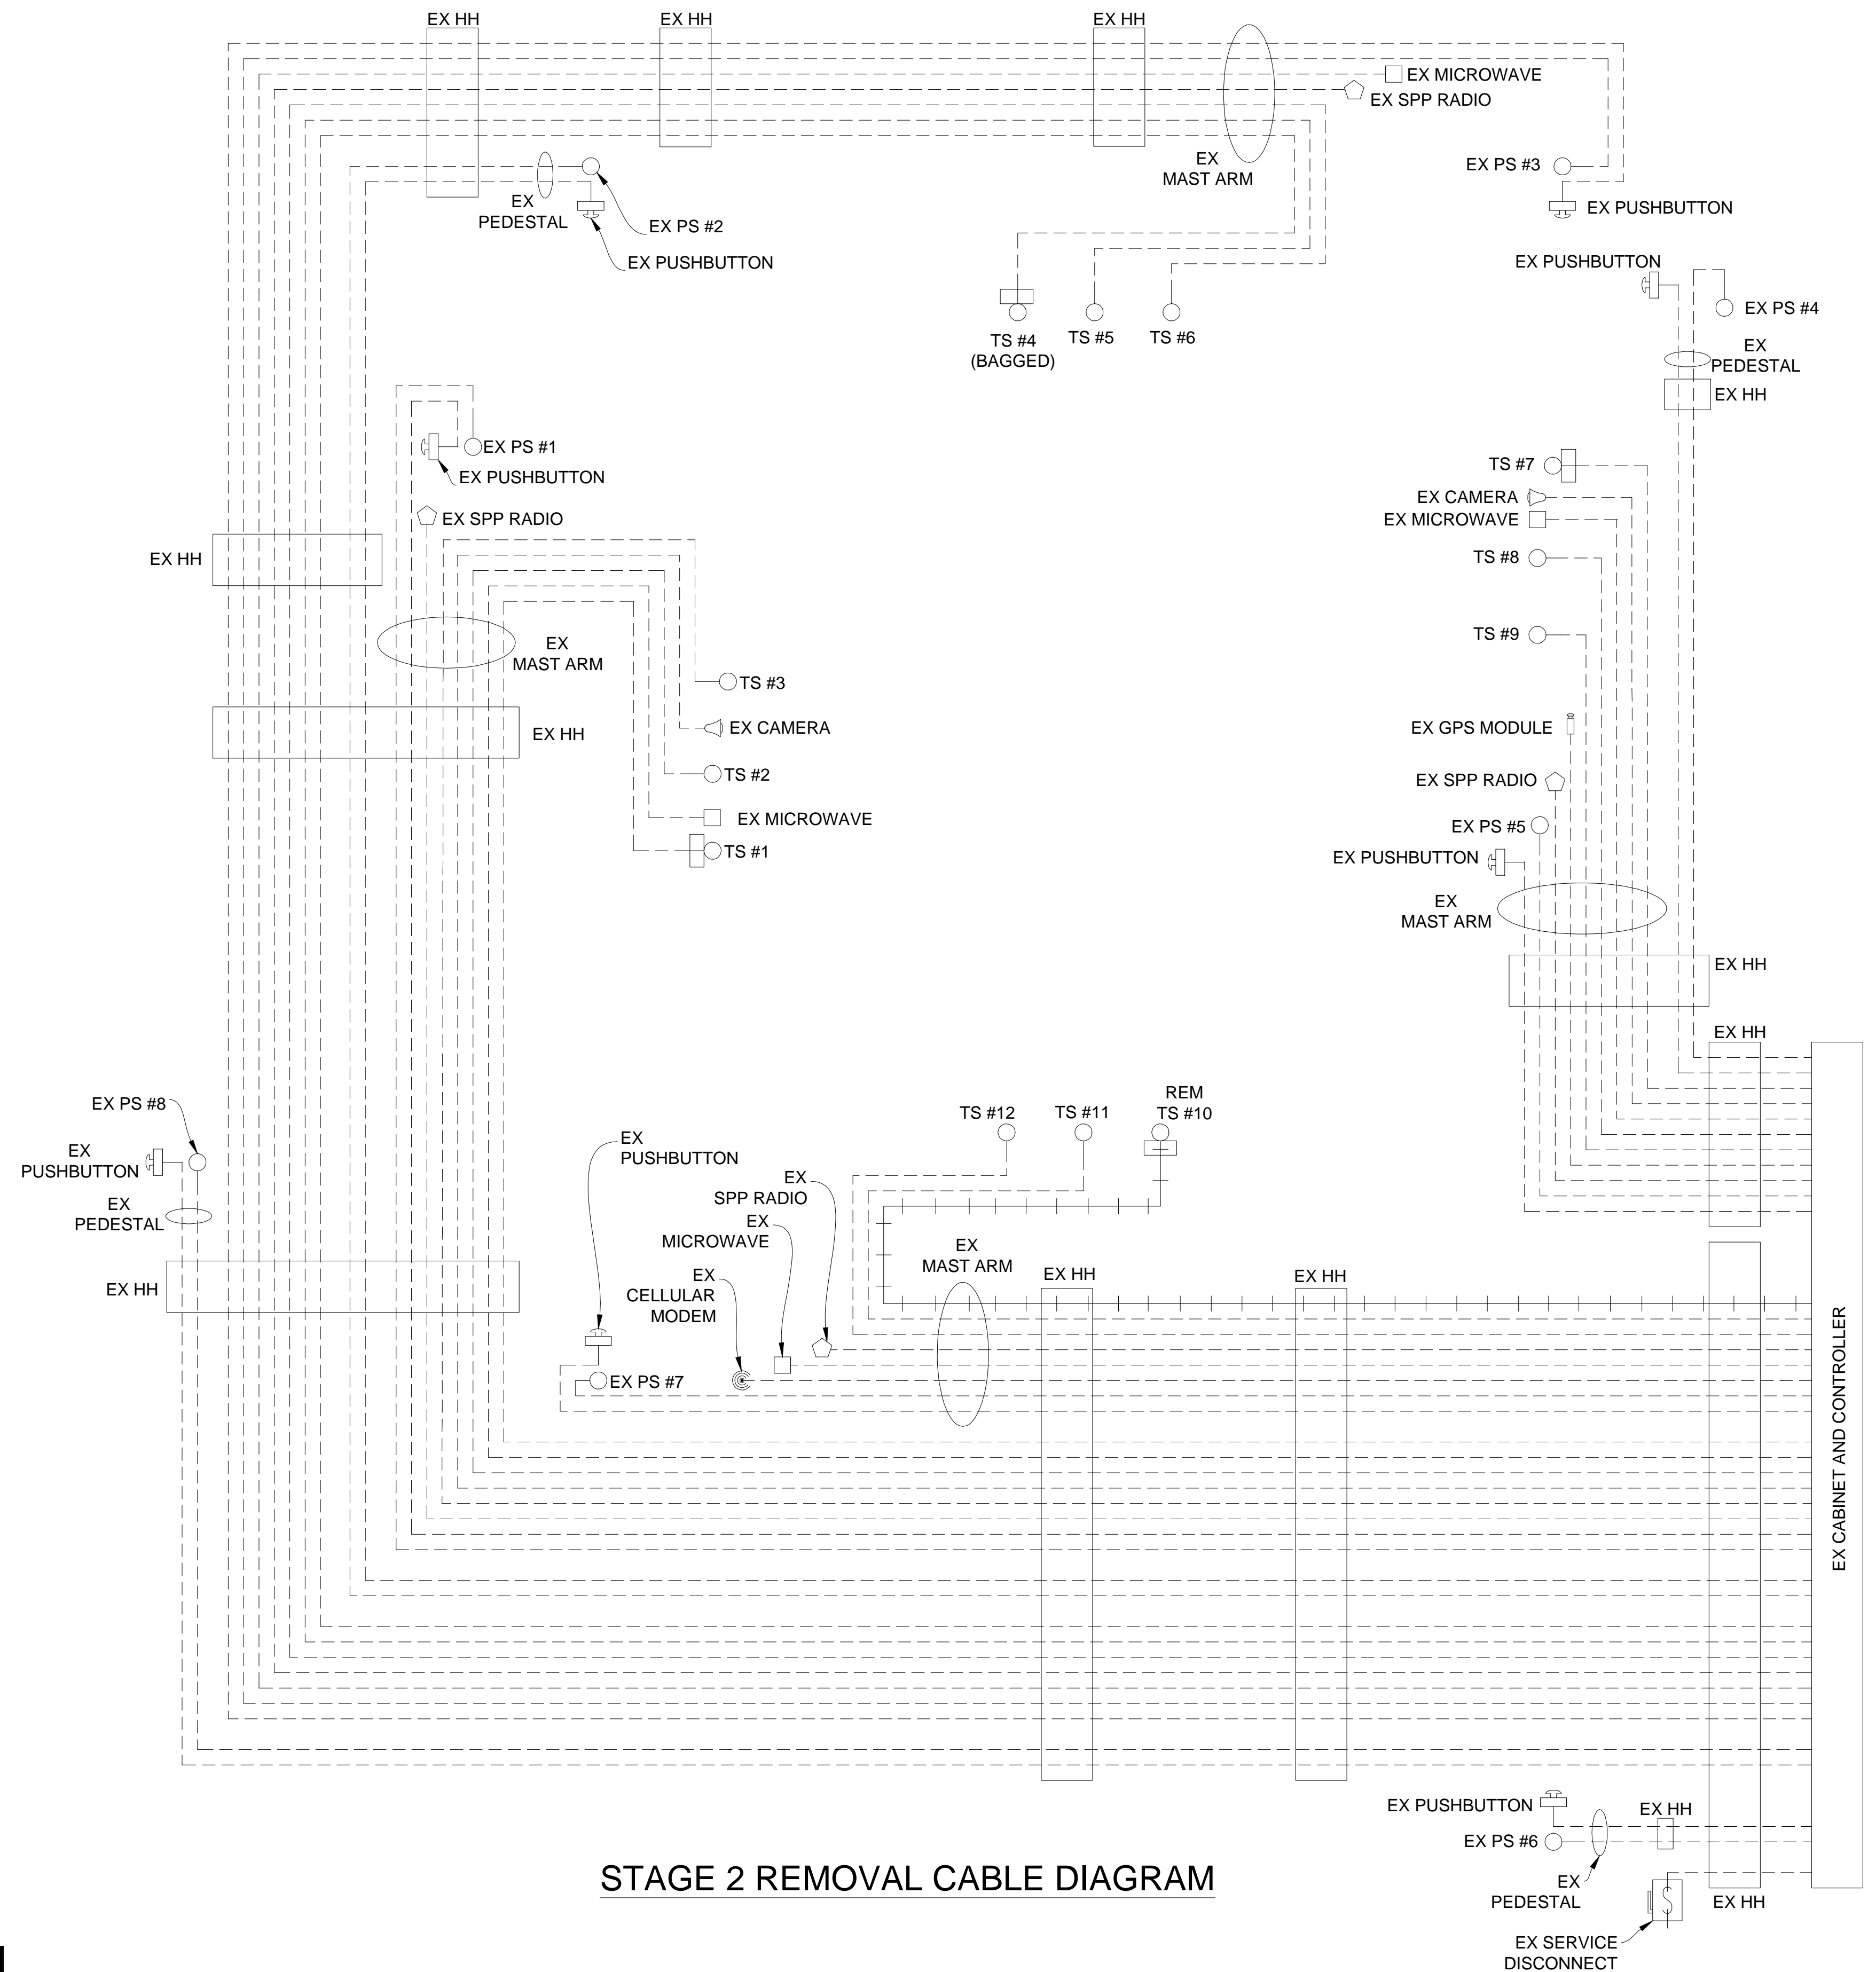 EX HH
EX HH
EX HH
EX MICROWAVE
EX SPP RADIO
EX
MAST ARM
EX PS #3
EX PUSHBUTTON
EX
PEDESTAL
EX PS #2
EX PUSHBUTTON
EX PUSHBUTTON
EX PS #4
TS #4
(BAGGED)
TS #5
TS #6
EX
PEDESTAL
EX HH
EX PS #1
EX PUSHBUTTON
EX SPP RADIO
EX HH
EX
MAST ARM
TS #3
EX HH
EX CAMERA
TS #2
EX MICROWAVE
TS #1
TS #7
EX CAMERA
EX MICROWAVE
TS #8
TS #9
EX GPS MODULE
EX SPP RADIO
EX PS #5
EX PUSHBUTTON
EX
MAST ARM
EX HH
EX HH
EX PS #8
EX
PUSHBUTTON
EX
PEDESTAL
EX HH
EX
PUSHBUTTON
EX
SPP RADIO
EX
MICROWAVE
EX
CELLULAR
MODEM
EX PS #7
TS #12
TS #11
REM
TS #10
EX
MAST ARM
EX HH
EX HH
EX CABINET AND CONTROLLER
EX PUSHBUTTON
EX HH
EX PS #6
EX
PEDESTAL
EX HH
EX SERVICE
DISCONNECT
STAGE 2 REMOVAL CABLE DIAGRAM